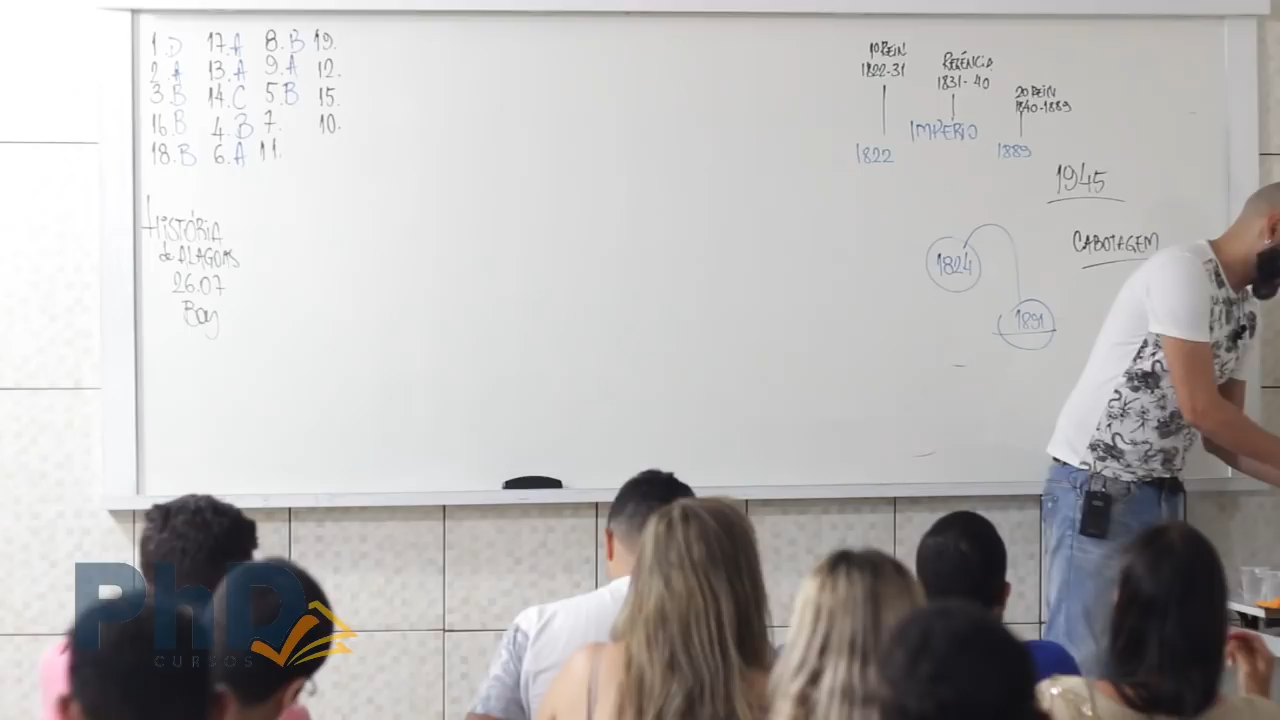 1. D 17. A 8. B 19.
2. A 13. A 9. A 12.
3. B 14. C 5. B 15.
16. B 4. B 7. 10.
18. B 6. A 11.
HISTÓRIA
de ALAGOAS
26.07
Boy
1º REIN
1822-31
REGÊNCIA
1831-40
2º REIN
1840-1889
IMPÉRIO
1822
1889
1945
CABOTAGEM
1824
1891
PhD
CURSOS